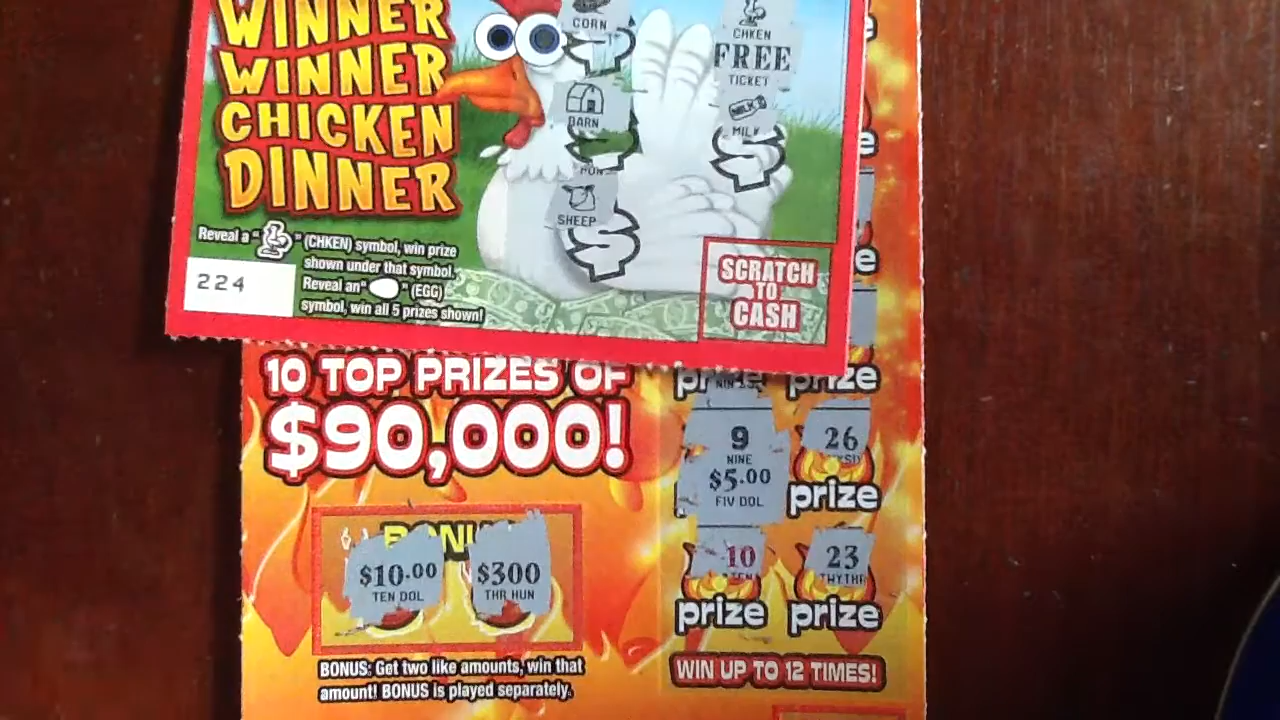 WINNER
WINNER
CHICKEN
DINNER
CORN
BARN
SHEEP
CHKEN
FREE
TICKET
MILK
MILK
Reveal a " " (CHKEN) symbol, win prize
shown under that symbol.
Reveal an " " (EGG)
symbol, win all 5 prizes shown!
224
SCRATCH
TO
CASH
10 TOP PRIZES OF
$90,000!
prize prize
9
NINE
$5.00
FIV DOL
26
prize
10
TEN
prize
23
prize
BONUS
$10.00
TEN DOL
$300
THR HUN
BONUS: Get two like amounts, win that
amount! BONUS is played separately.
WIN UP TO 12 TIMES!